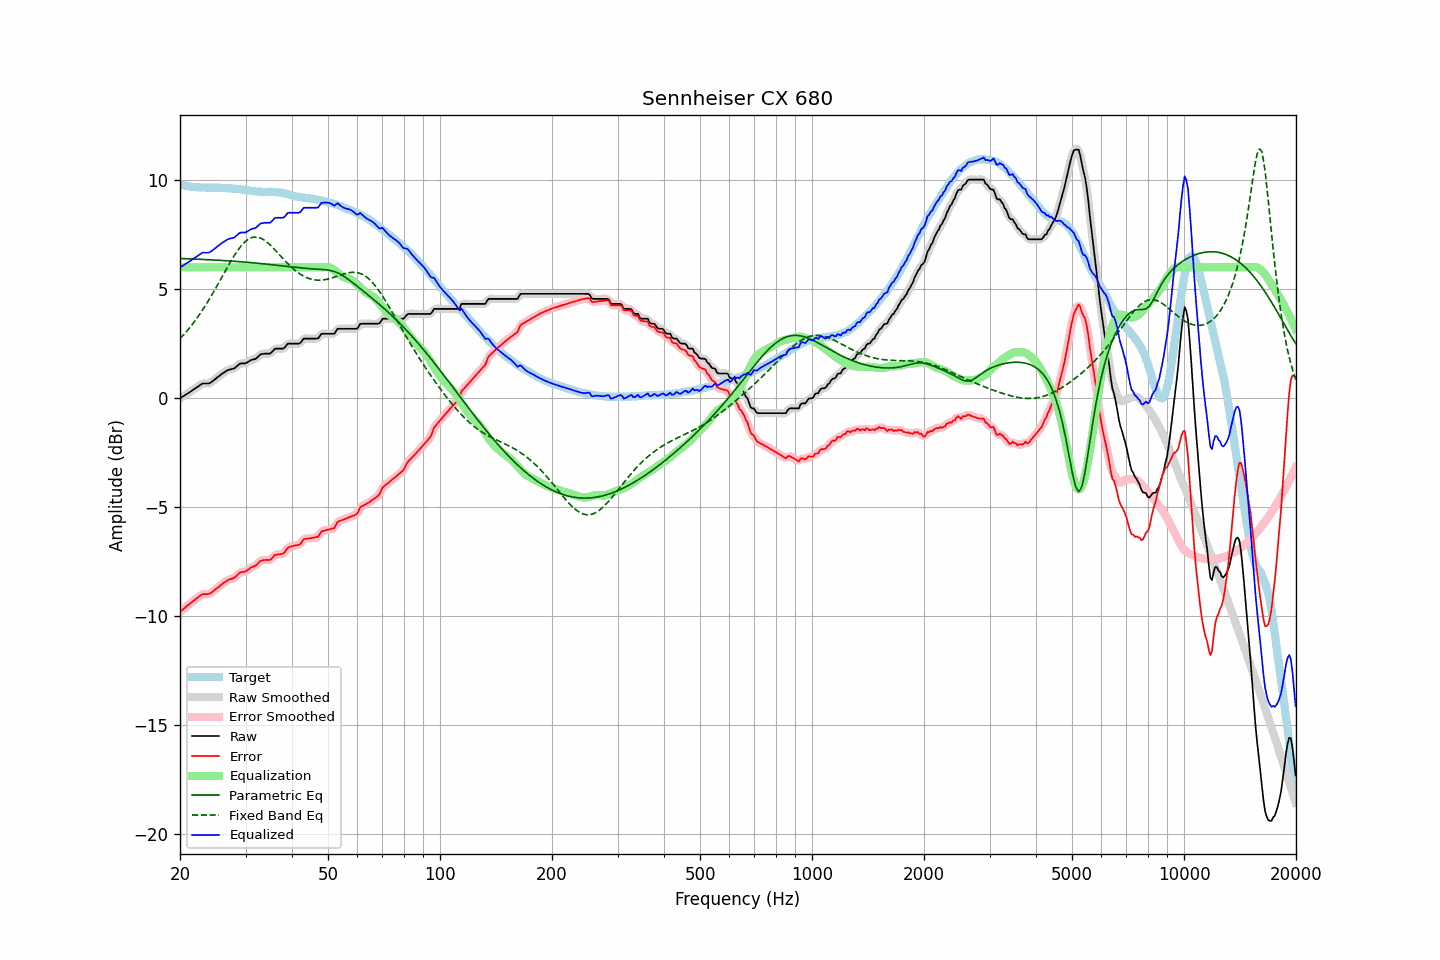 Sennheiser CX 680
Amplitude (dBr)
10
5
0
−5
−10
−15
−20
Target
Raw Smoothed
Error Smoothed
Raw
Error
Equalization
Parametric Eq
Fixed Band Eq
Equalized
20 50 100 200 500 1000 2000 5000 10000 20000
Frequency (Hz)